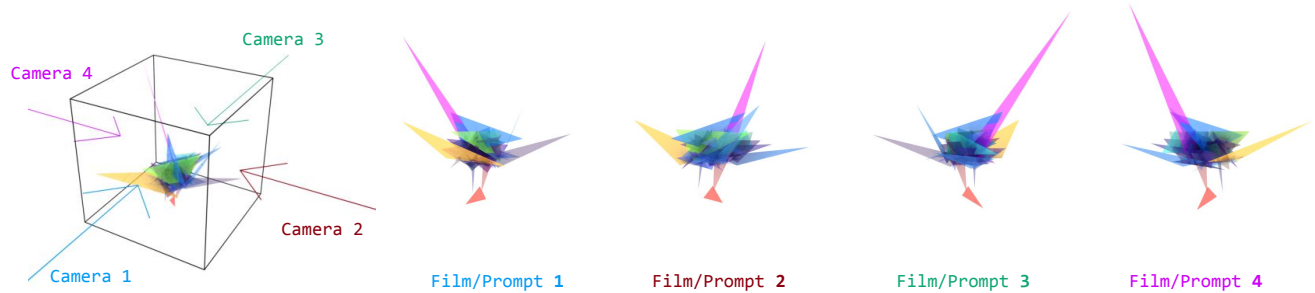 Camera 3
Camera 4
Camera 2
Camera 1
Film/Prompt 1
Film/Prompt 2
Film/Prompt 3
Film/Prompt 4